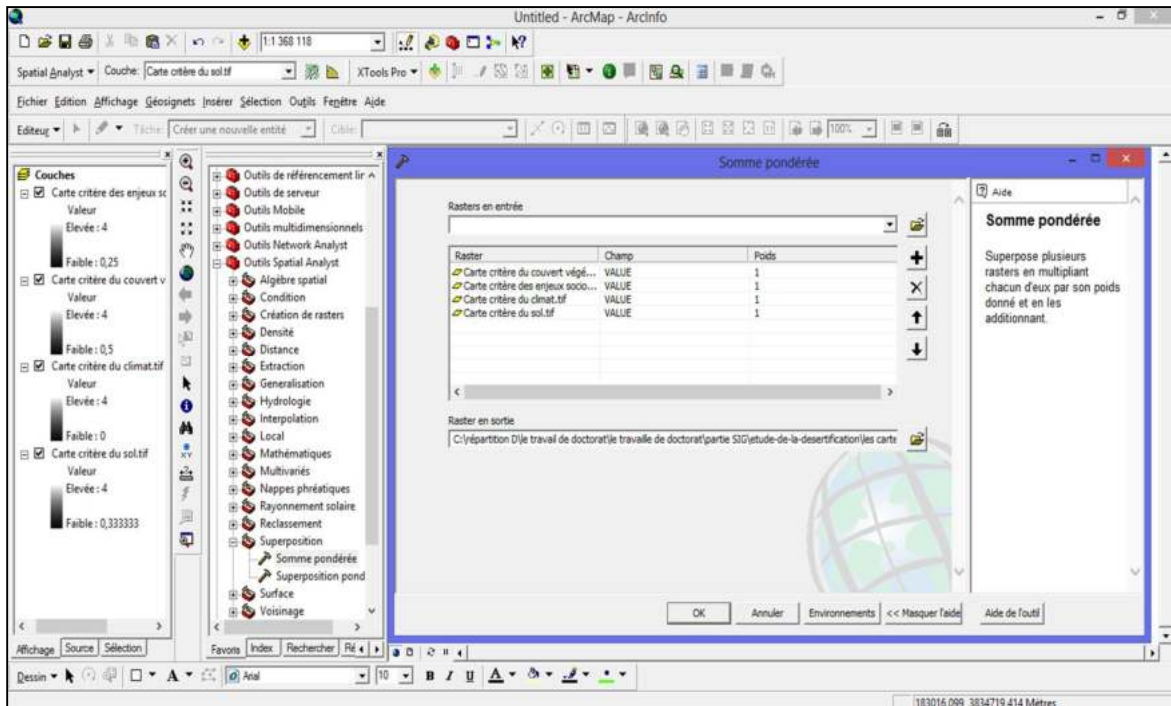 Untitled - ArcMap - ArcInfo
1:1 368 118
Spatial Analyst Couche: Carte critère du sol.tif XTools Pro
Fichier Edition Affichage Géosignets Insérer Sélection Outils Fenêtre Aide
Editeur Tâche: Créer une nouvelle entité Cible: 100%
Couches
Carte critère des enjeux sc
Valeur
Elevée : 4
Faible : 0,25
Carte critère du couvert v
Valeur
Elevée : 4
Faible : 0,5
Carte critère du climat.tif
Valeur
Elevée : 4
Faible : 0
Carte critère du sol.tif
Valeur
Elevée : 4
Faible : 0,333333
Affichage Source Sélection
Outils de référencement lir
Outils de serveur
Outils Mobile
Outils multidimensionnels
Outils Network Analyst
Outils Spatial Analyst
Algèbre spatial
Condition
Création de rasters
Densité
Distance
Extraction
Generalisation
Hydrologie
Interpolation
Local
Mathématiques
Multivariés
Nappes phréatiques
Rayonnement solaire
Reclassement
Superposition
Somme pondérée
Superposition pond
Surface
Voisinage
Favoris Index Rechercher Ré
Somme pondérée
Rasters en entrée
Raster Champ Poids
Carte critère du couvert végé... VALUE 1
Carte critère des enjeux socio... VALUE 1
Carte critère du climat.tif VALUE 1
Carte critère du sol.tif VALUE 1
Raster en sortie
C:\répartition D\le travail de doctorat\le travaille de doctorat\partie SIG\etude-de-la-desertification\les carte
OK Annuler Environnements << Masquer l'aide Aide de l'outil
Aide
Somme pondérée
Superpose plusieurs
rasters en multipliant
chacun d'eux par son poids
donné et en les
additionnant.
Dessin A Arial 10 B I U A
183016,099 3834719,414 Mètres